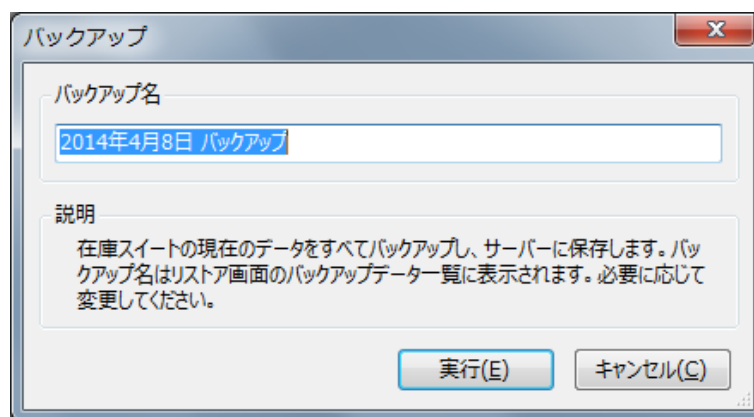 バックアップ
バックアップ名
2014年4月8日 バックアップ
説明
在庫スイートの現在のデータをすべてバックアップし、サーバーに保存します。バッ
クアップ名はリストア画面のバックアップデータ一覧に表示されます。必要に応じて
変更してください。
実行(E)
キャンセル(C)